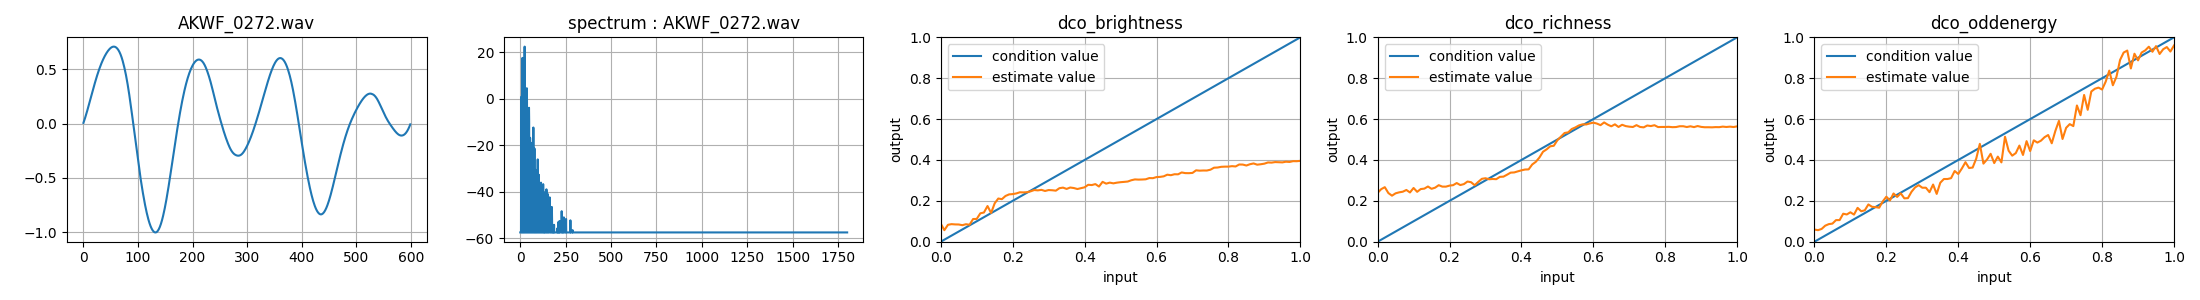 AKWF_0272.wav
0.5
0.0
−0.5
−1.0
0 100 200 300 400 500 600
spectrum : AKWF_0272.wav
20
0
−20
−40
−60
0 250 500 750 1000 1250 1500 1750
dco_brightness
condition value
estimate value
output
1.0
0.8
0.6
0.4
0.2
0.0
0.0 0.2 0.4 0.6 0.8 1.0
input
dco_richness
condition value
estimate value
output
1.0
0.8
0.6
0.4
0.2
0.0
0.0 0.2 0.4 0.6 0.8 1.0
input
dco_oddenergy
condition value
estimate value
output
1.0
0.8
0.6
0.4
0.2
0.0
0.0 0.2 0.4 0.6 0.8 1.0
input